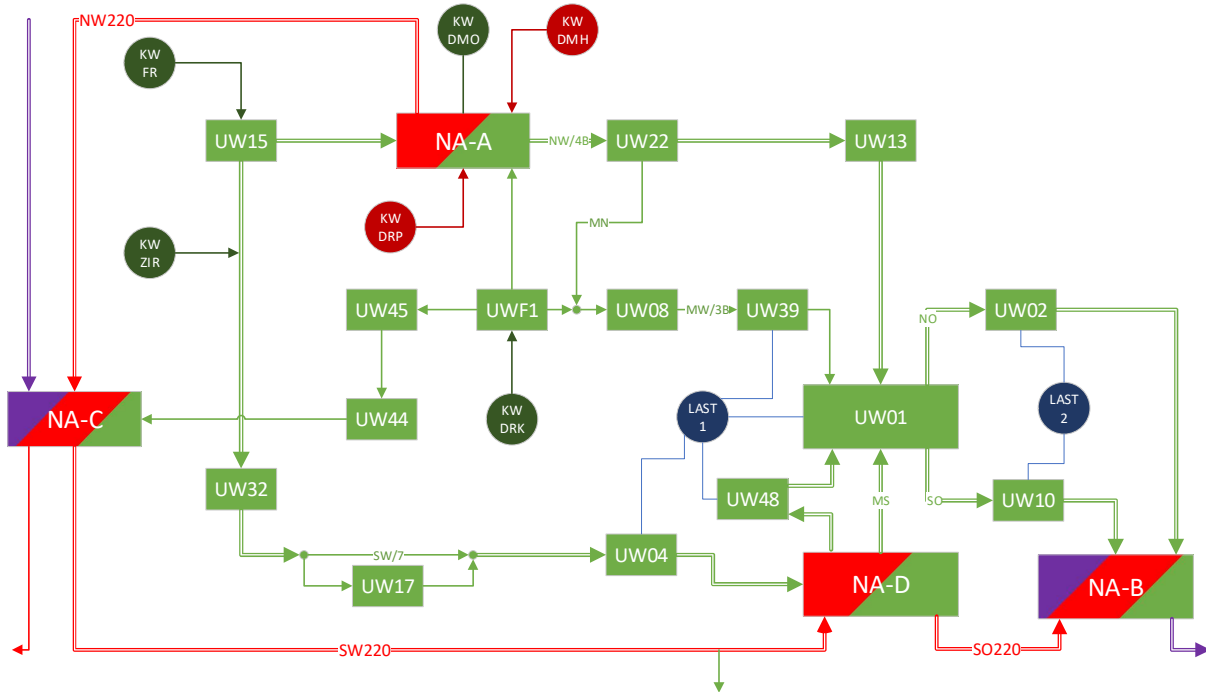 NW220
KW
DMO
KW
DMH
KW
FR
UW15
NA-A
NW/4B
UW22
UW13
KW
DRP
MN
KW
ZIR
UW45
UWF1
UW08
MW/3B
UW39
UW02
NO
NA-C
UW44
KW
DRK
LAST
1
UW01
LAST
2
UW32
UW48
MS
SO
UW10
SW/7
UW04
UW17
NA-D
NA-B
SW220
SO220